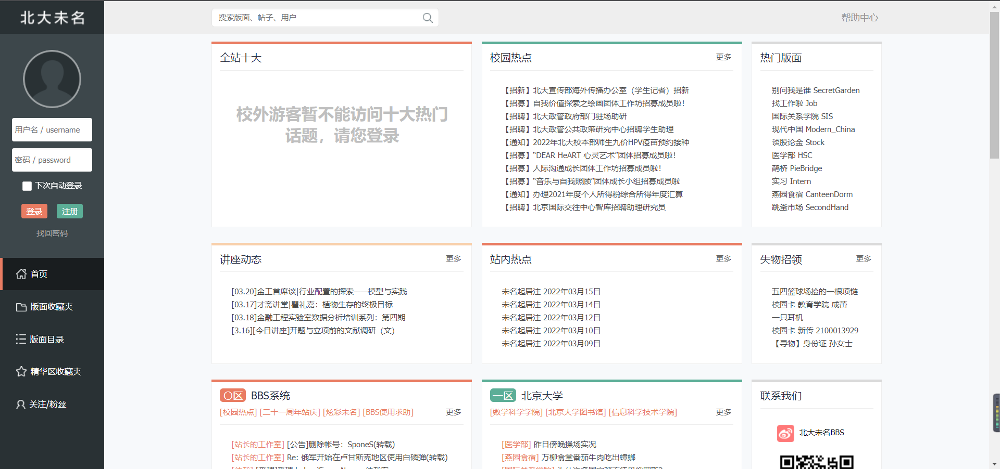 北大未名
搜索版面、帖子、用户
帮助中心
用户名 / username
密码 / password
下次自动登录
登录 注册
找回密码
首页
版面收藏夹
版面目录
精华区收藏夹
关注/粉丝
全站十大
校外游客暂不能访问十大热门
话题，请您登录
校园热点 更多
【招新】北大宣传部海外传播办公室（学生记者）招新
【招募】自我价值探索之绘画团体工作坊招募成员啦!
【招聘】北大政管政府部门驻场助研
【招聘】北大政管公共政策研究中心招聘学生助理
【通知】2022年北大校本部师生九价HPV疫苗预约接种
【招募】“DEAR HeART 心灵艺术”团体招募成员啦!
【招募】人际沟通成长团体工作坊招募成员啦!
【招募】“音乐与自我照顾”团体成长小组招募成员啦
【通知】办理2021年度个人所得税综合所得年度汇算
【招聘】北京国际交往中心智库招聘助理研究员
热门版面
别问我是谁 SecretGarden
找工作啦 Job
国际关系学院 SIS
现代中国 Modern_China
谈股论金 Stock
医学部 HSC
鹊桥 PieBridge
实习 Intern
燕园食宿 CanteenDorm
跳蚤市场 SecondHand
讲座动态 更多
[03.20]金工首席谈|行业配置的探索——模型与实践
[03.17]才斋讲堂|瞿礼嘉：植物生存的终极目标
[03.18]金融工程实验室数据分析培训系列：第四期
[3.16][今日讲座]开题与立项前的文献调研（文）
站内热点 更多
未名起居注 2022年03月15日
未名起居注 2022年03月14日
未名起居注 2022年03月12日
未名起居注 2022年03月10日
未名起居注 2022年03月09日
失物招领 更多
五四篮球场捡的一根项链
校园卡 教育学院 成蕾
一只耳机
校园卡 新传 2100013929
【寻物】身份证 孙女士
〇区 BBS系统
[校园热点] [二十一周年站庆] [炫彩未名] [BBS使用求助] 更多
[站长的工作室] [公告]删除帐号：SponeS(转载)
[站长的工作室] Re: 俄军开始在卢甘斯克地区使用白磷弹(转载)
一区 北京大学
[数学科学学院] [北京大学图书馆] [信息科学技术学院] 更多
[医学部] 昨日傍晚操场实况
[燕园食宿] 万柳食堂番茄牛肉吃出蟑螂
联系我们
北大未名BBS